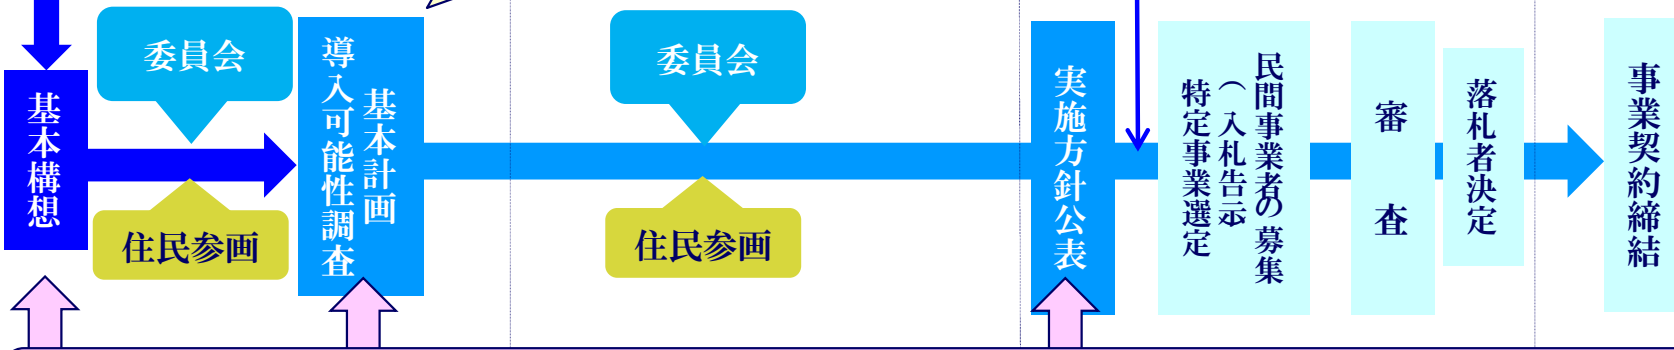 基本構想
委員会
住民参画
基本計画
導入可能性調査
委員会
住民参画
実施方針公表
民間事業者の募集
（入札告示
特定事業選定
審査
落札者決定
事業契約締結